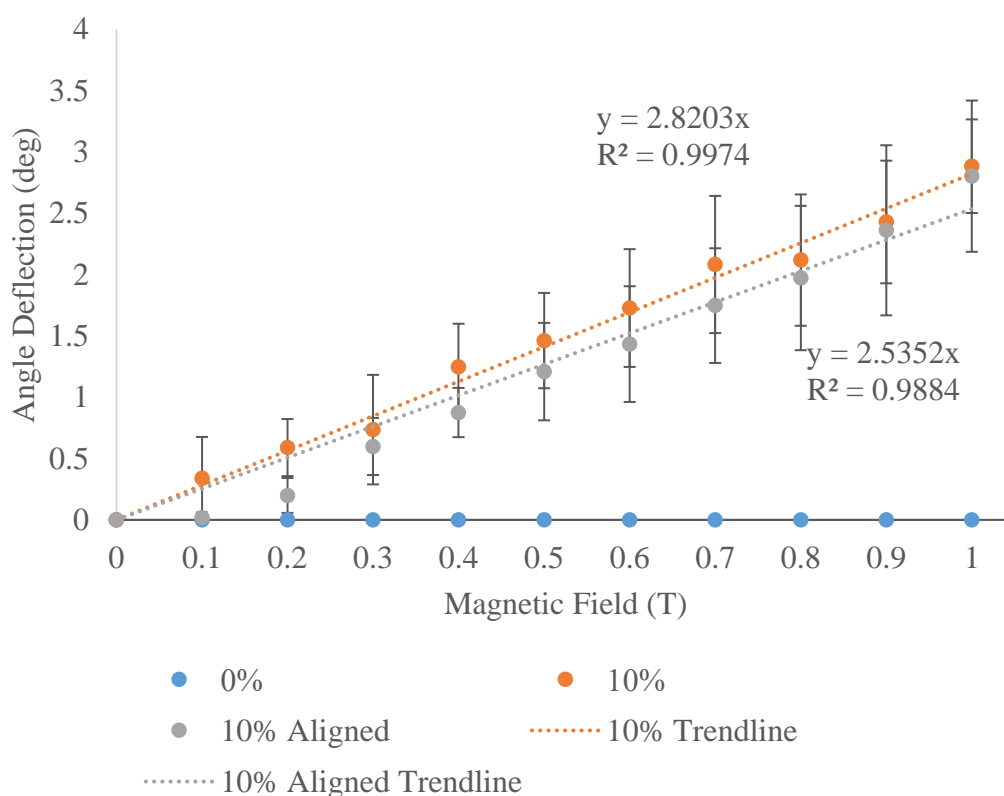 4
3.5
3
2.5
2
1.5
1
0.5
0
Angle Deflection (deg)
y = 2.8203x
R² = 0.9974
y = 2.5352x
R² = 0.9884
0 0.1 0.2 0.3 0.4 0.5 0.6 0.7 0.8 0.9 1
Magnetic Field (T)
0% 10%
10% Aligned 10% Trendline
10% Aligned Trendline